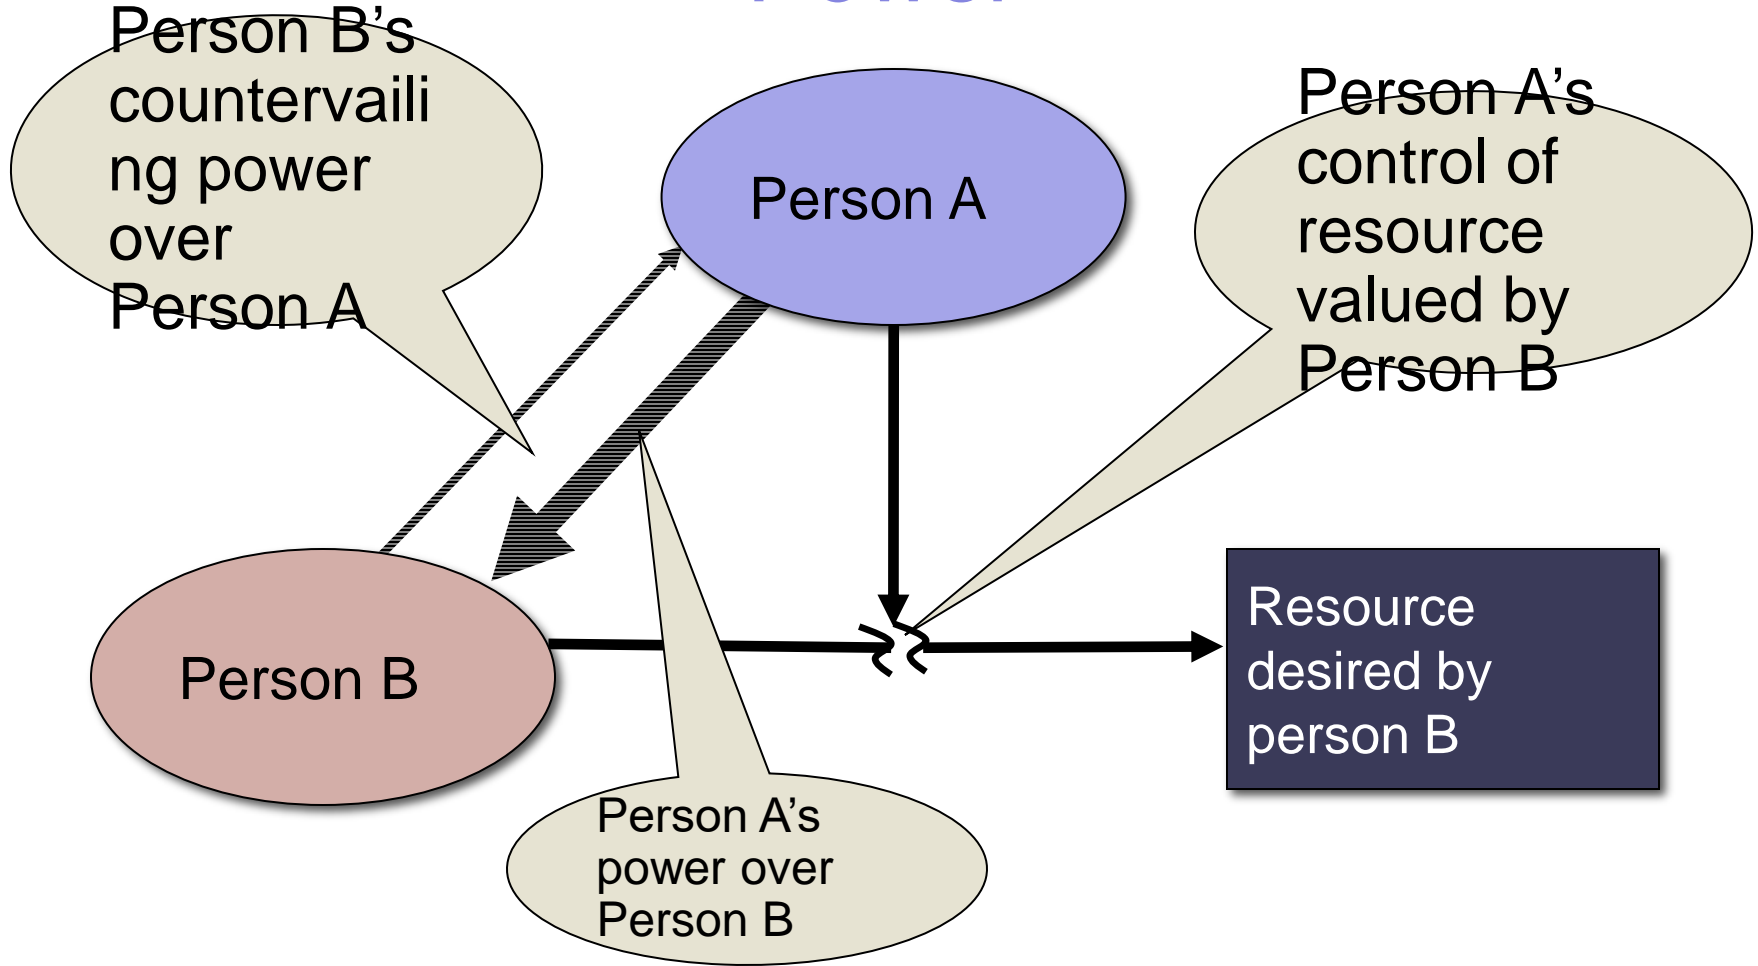 Person B’s
countervaili
ng power
over
Person A
Person A
Person A’s
control of
resource
valued by
Person B
Person B
Resource
desired by
person B
Person A’s
power over
Person B